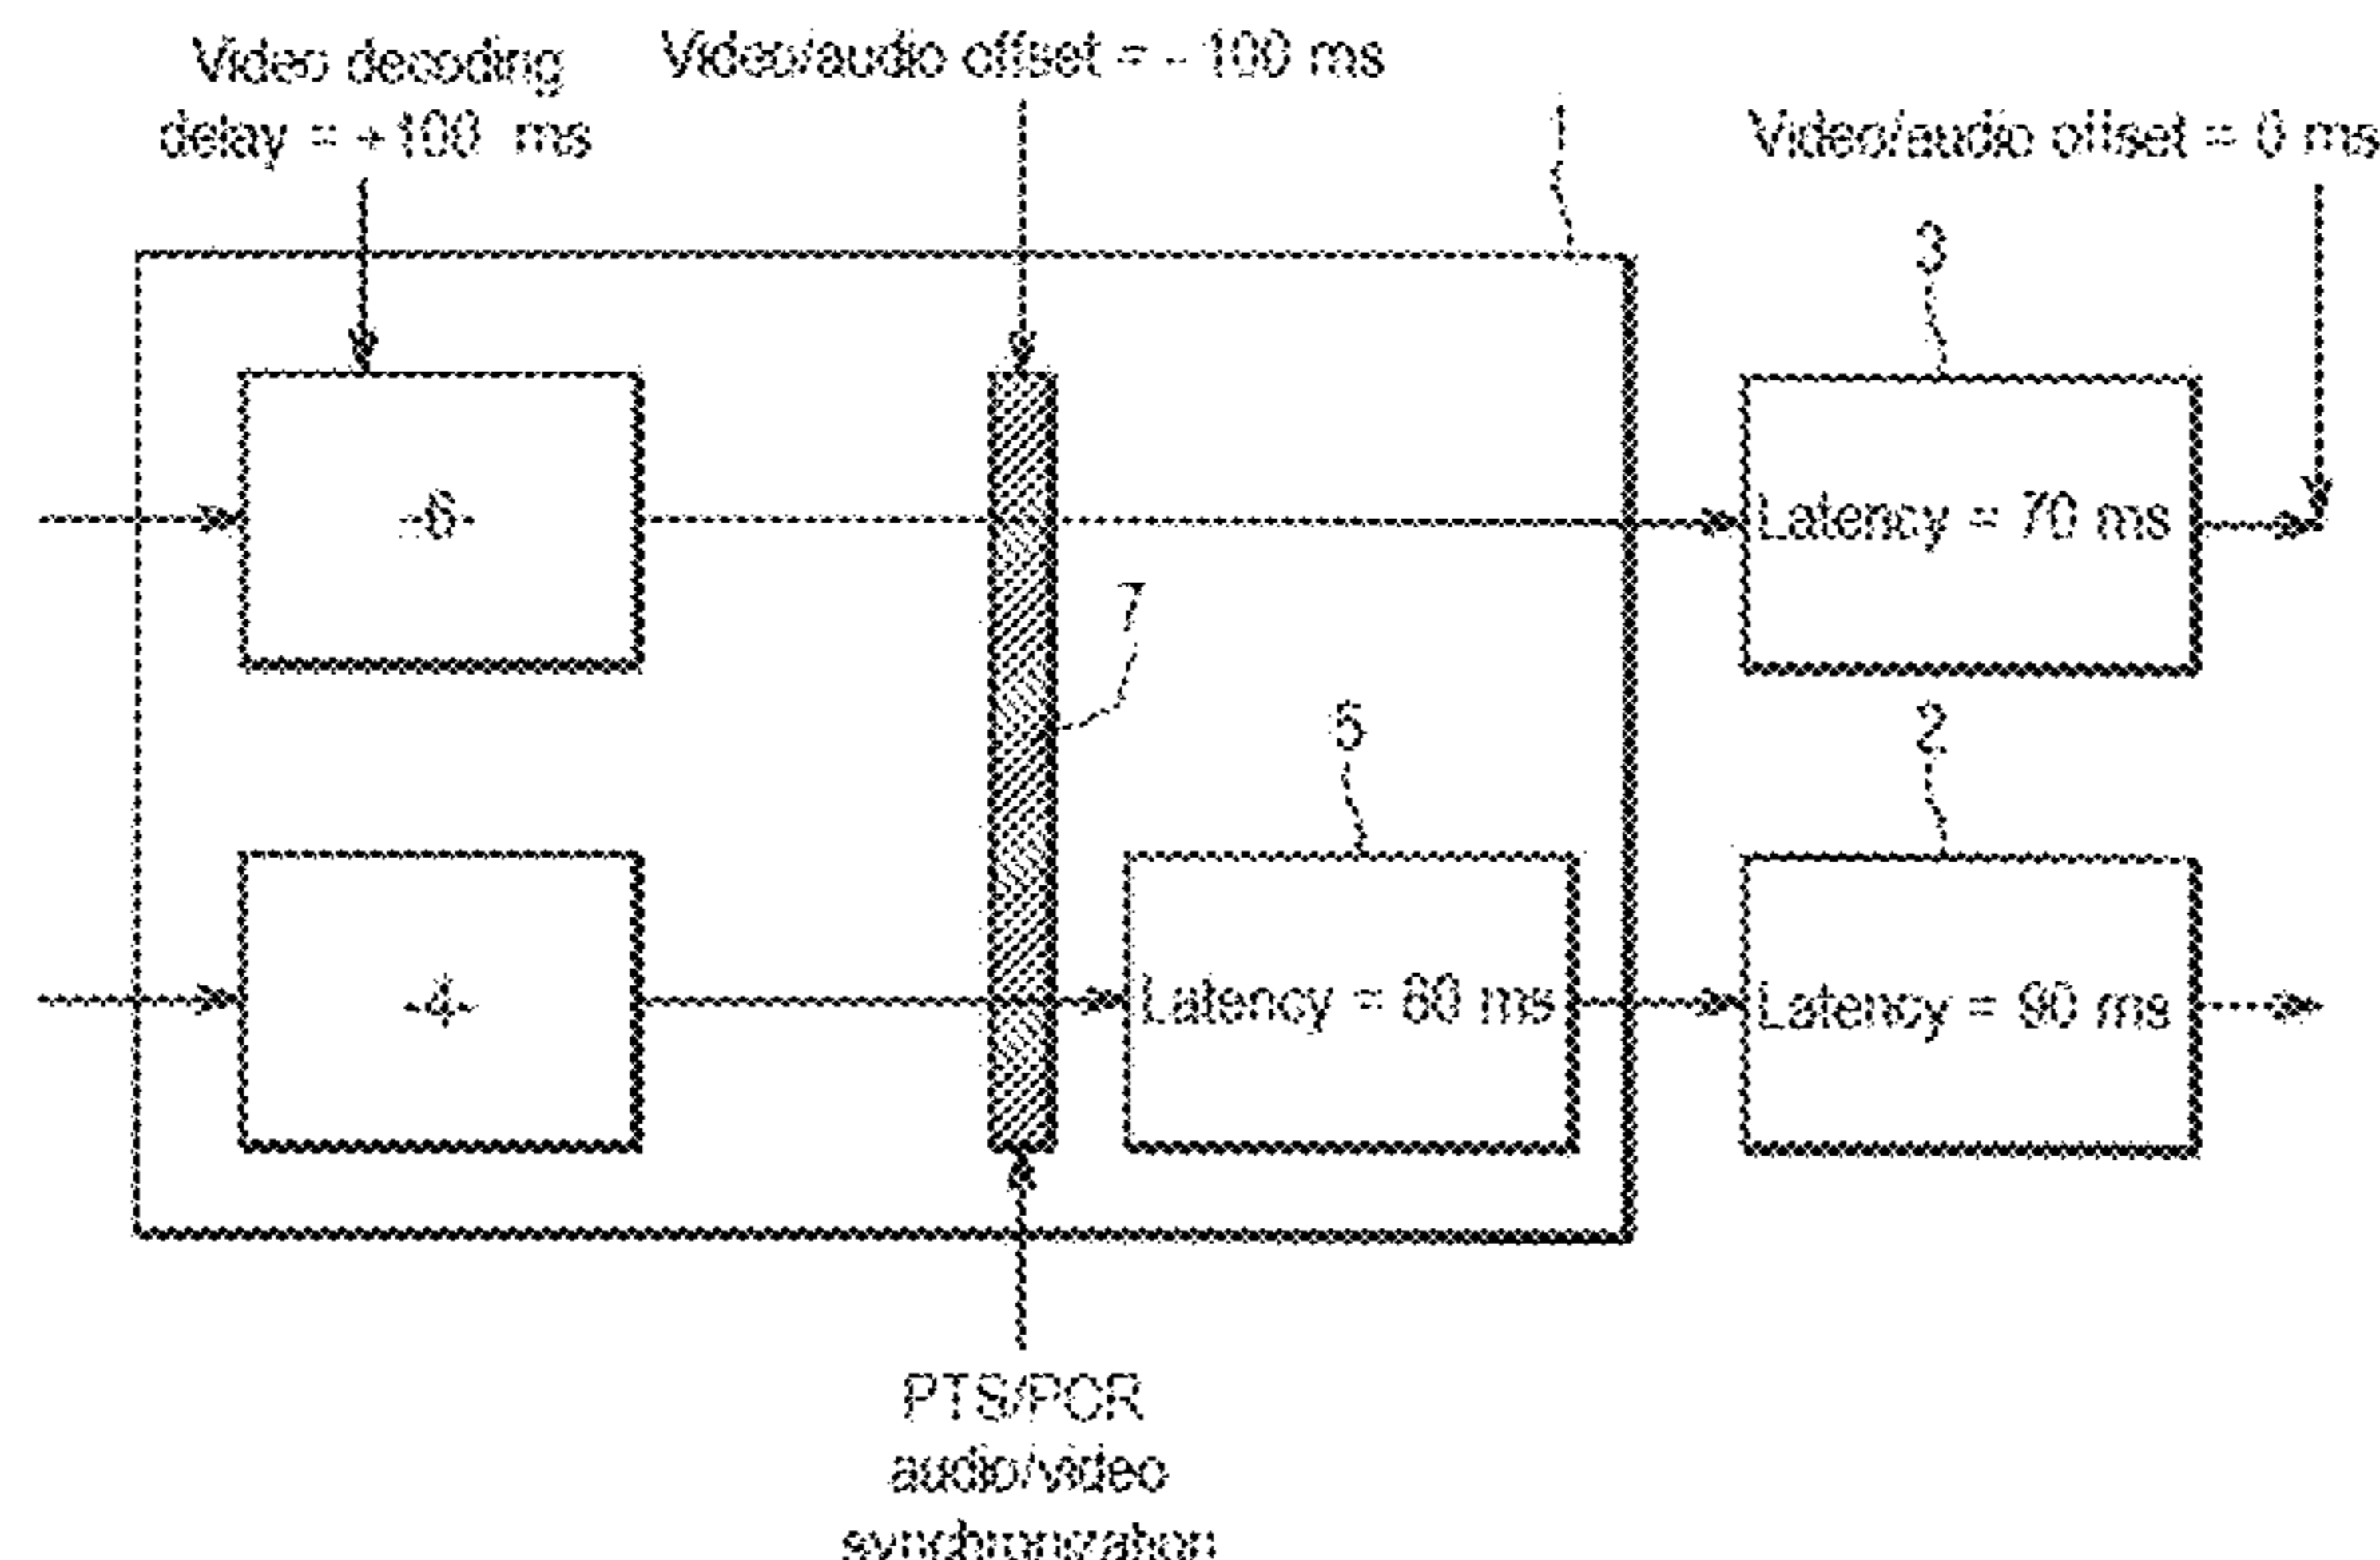 Video decoding
delay = +100 ms
Video/audio offset = - 100 ms
1
Video/audio offset = 0 ms
3
6
Latency = 70 ms
7
5
2
4
Latency = 80 ms
Latency = 90 ms
PTS/PCR
audio/video
synchronization